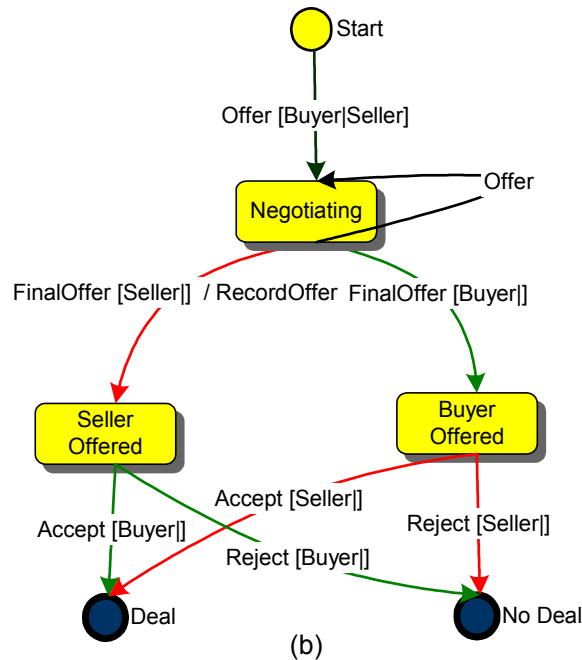 Start
Offer [Buyer|Seller]
Offer
Negotiating
FinalOffer [Seller|] / RecordOffer
FinalOffer [Buyer|]
Seller
Offered
Buyer
Offered
Accept [Seller|]
Accept [Buyer|]
Reject [Seller|]
Reject [Buyer|]
Deal
No Deal
(b)